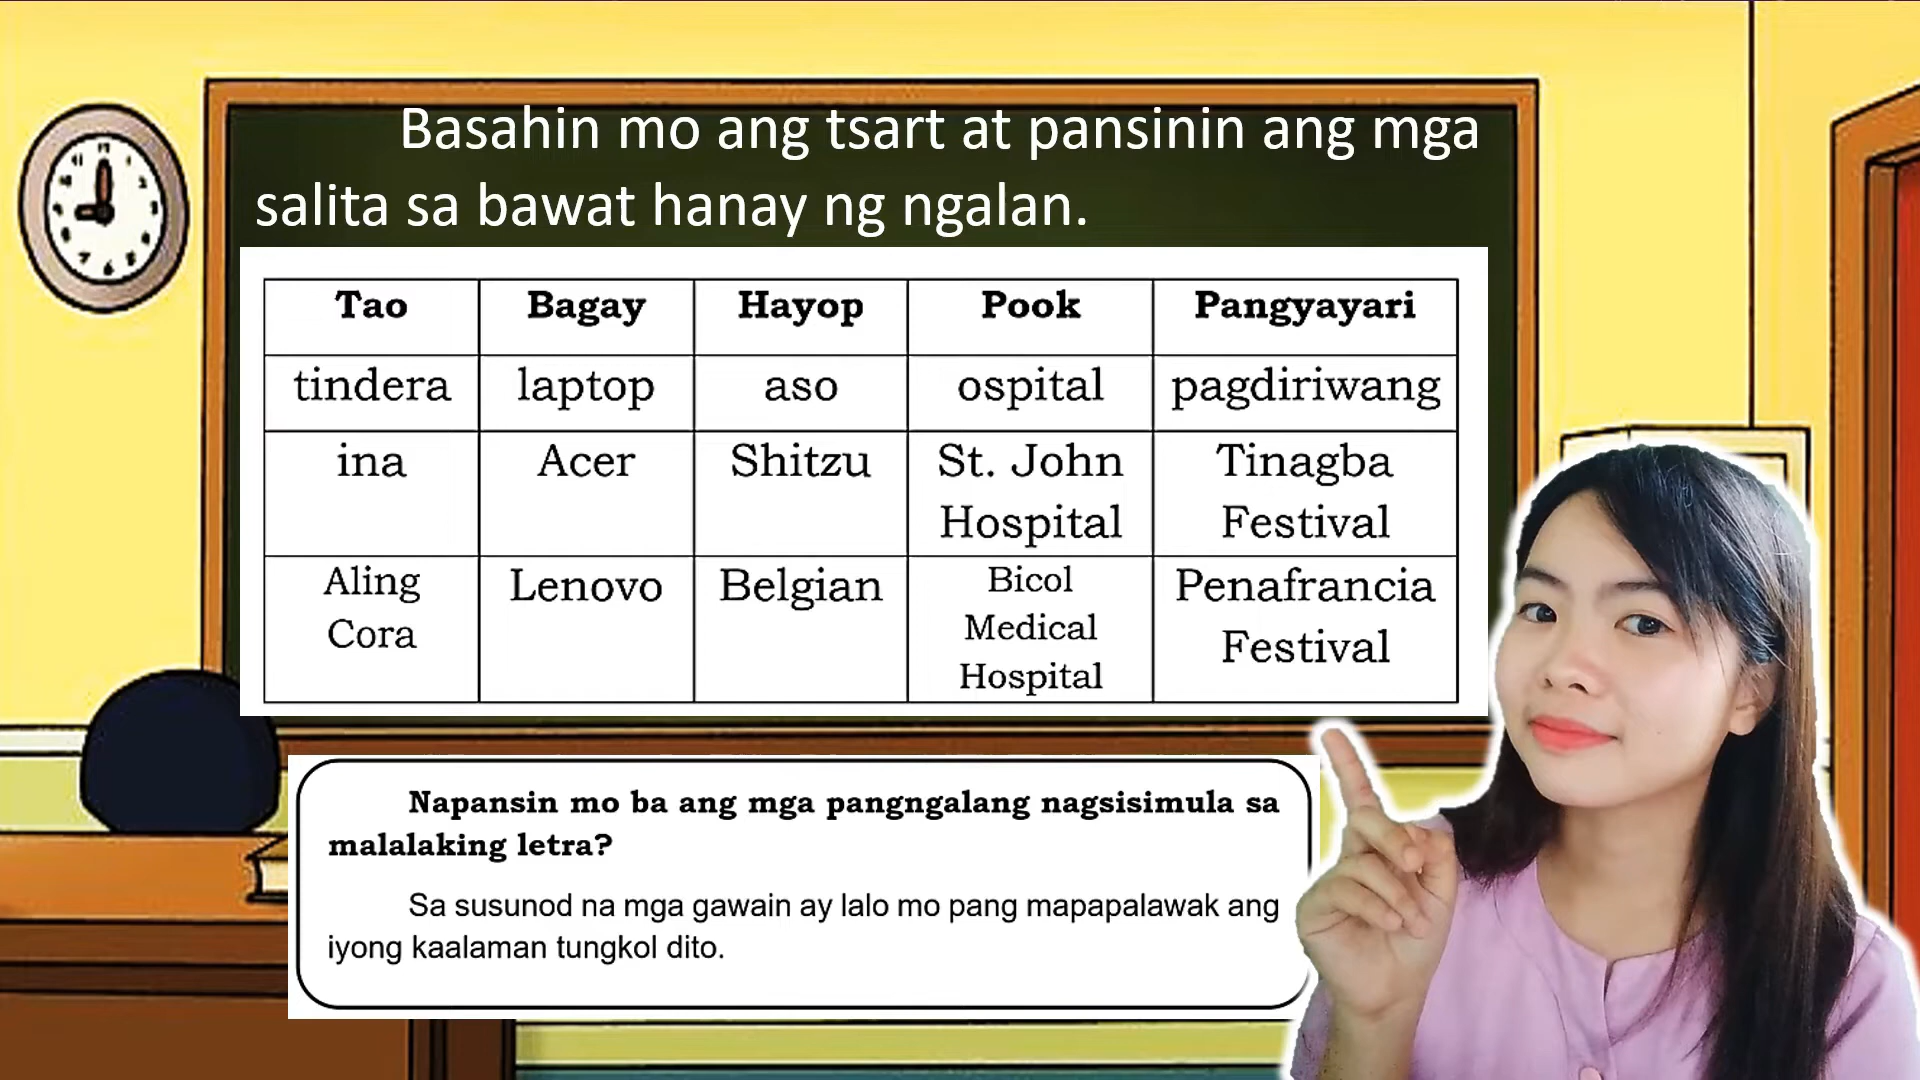 Basahin mo ang tsart at pansinin ang mga
salita sa bawat hanay ng ngalan.
Tao Bagay Hayop Pook Pangyayari
tindera laptop aso ospital pagdiriwang
ina Acer Shitzu St. John Tinagba
Hospital Festival
Aling Lenovo Belgian Bicol Penafrancia
Cora Medical Festival
Hospital
Napansin mo ba ang mga pangngalang nagsisimula sa
malalaking letra?
Sa susunod na mga gawain ay lalo mo pang mapapalawak ang
iyong kaalaman tungkol dito.